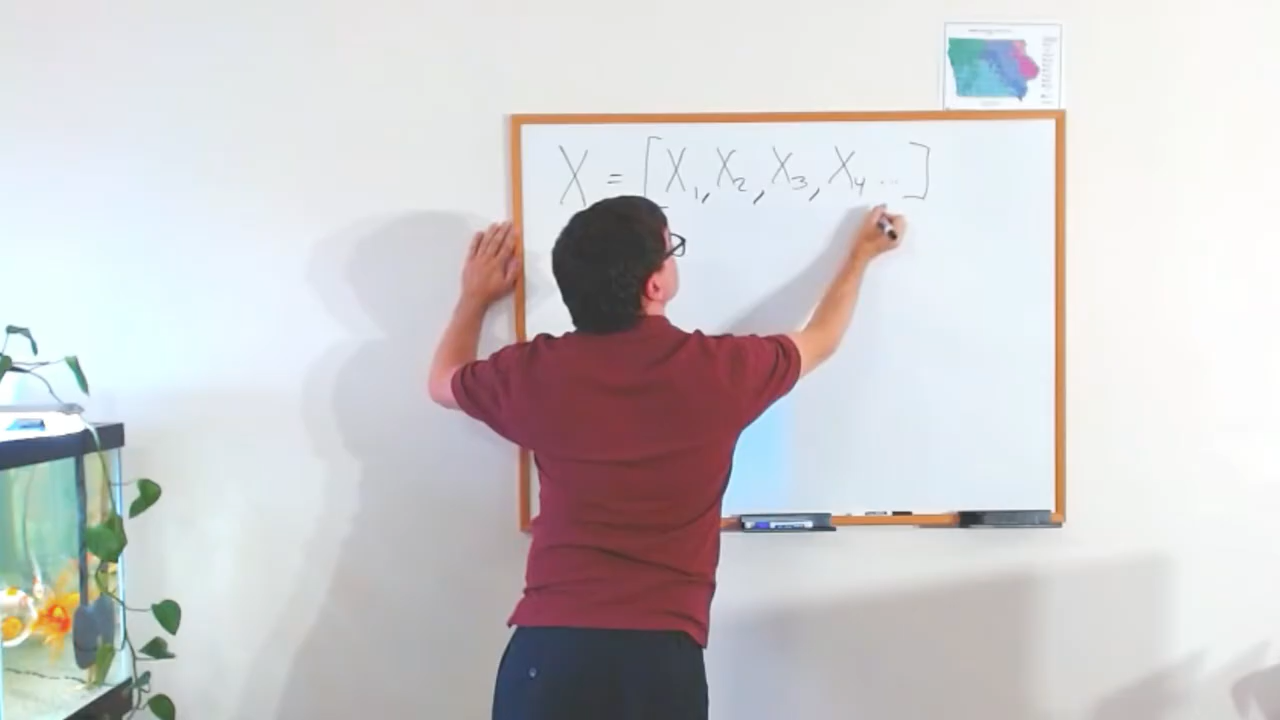 X = [X₁, X₂, X₃, X₄ ...]